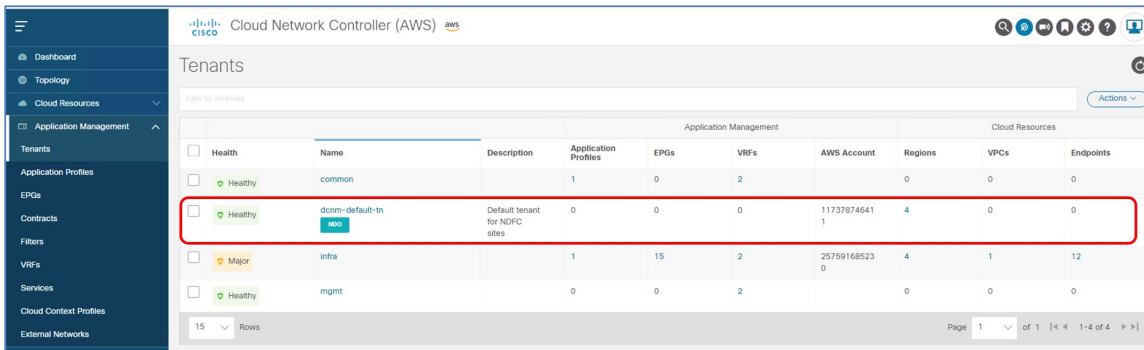 CISCO Cloud Network Controller (AWS) aws
Dashboard
Topology
Cloud Resources
Application Management
Tenants
Application Profiles
EPGs
Contracts
Filters
VRFs
Services
Cloud Context Profiles
External Networks
Tenants
Filter by attributes
Actions
Application Management Cloud Resources
Health Name Description Application Profiles EPGs VRFs AWS Account Regions VPCs Endpoints
Healthy common 1 0 2 0 0 0
Healthy dcnm-default-tn Default tenant 0 0 0 11737874641 4 0 0
NDO for NDFC 1
sites
Major infra 1 15 2 25759168523 4 1 12
0
Healthy mgmt 0 0 2 0 0 0
15 Rows Page 1 of 1 1-4 of 4